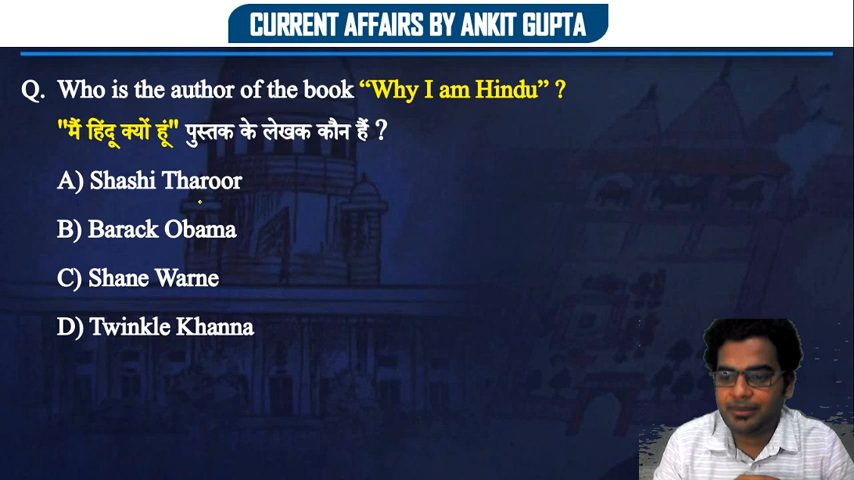 CURRENT AFFAIRS BY ANKIT GUPTA
Q. Who is the author of the book “Why I am Hindu” ?
"मैं हिंदू क्यों हूं" पुस्तक के लेखक कौन हैं ?
A) Shashi Tharoor
B) Barack Obama
C) Shane Warne
D) Twinkle Khanna